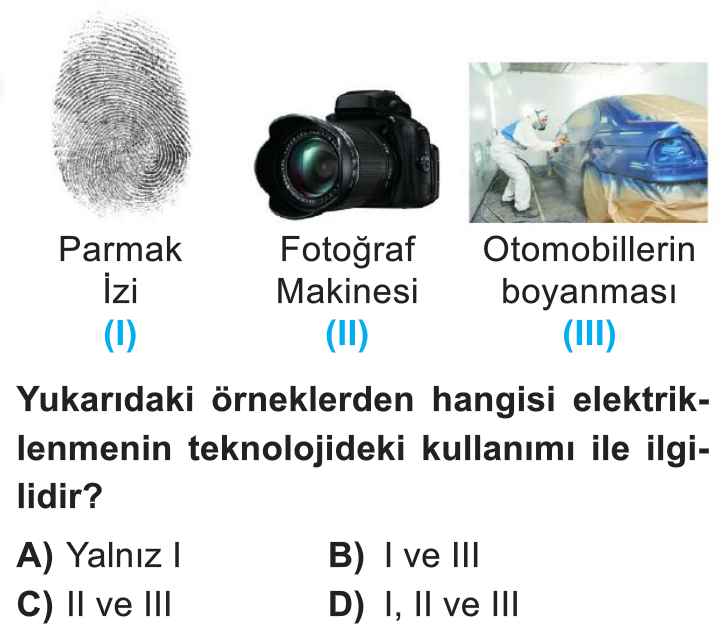 Parmak
İzi
(I)
Fotoğraf
Makinesi
(II)
Otomobillerin
boyanması
(III)
Yukarıdaki örneklerden hangisi elektrik-
lenmenin teknolojideki kullanımı ile ilgi-
lidir?
A) Yalnız I
B) I ve III
C) II ve III
D) I, II ve III